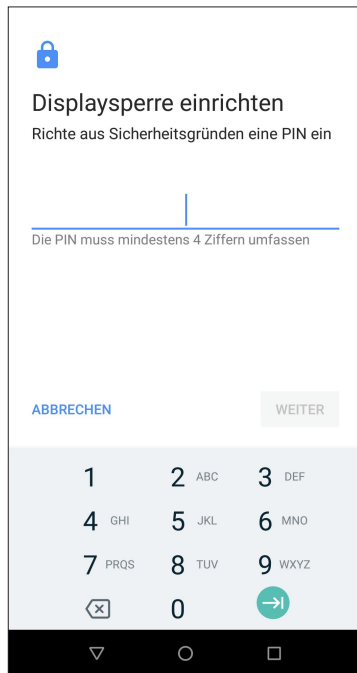 Displaysperre einrichten
Richte aus Sicherheitsgründen eine PIN ein
Die PIN muss mindestens 4 Ziffern umfassen
ABBRECHEN WEITER
1 2 ABC 3 DEF
4 GHI 5 JKL 6 MNO
7 PRQS 8 TUV 9 WXYZ
0